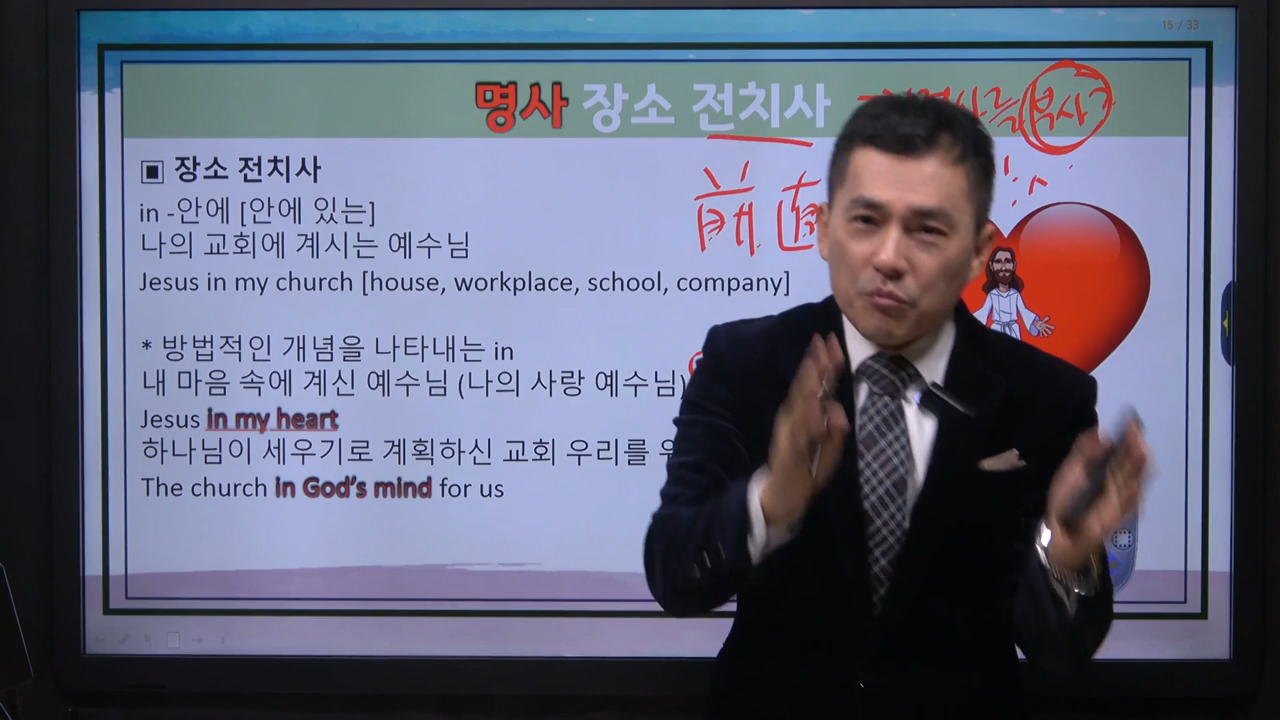 15 / 33
명사 장소 전치사
복사
▣ 장소 전치사
前
in -안에 [안에 있는]
나의 교회에 계시는 예수님
Jesus in my church [house, workplace, school, company]
* 방법적인 개념을 나타내는 in
내 마음 속에 계신 예수님 (나의 사랑 예수님)
Jesus in my heart
하나님이 세우기로 계획하신 교회 우리를
The church in God's mind for us